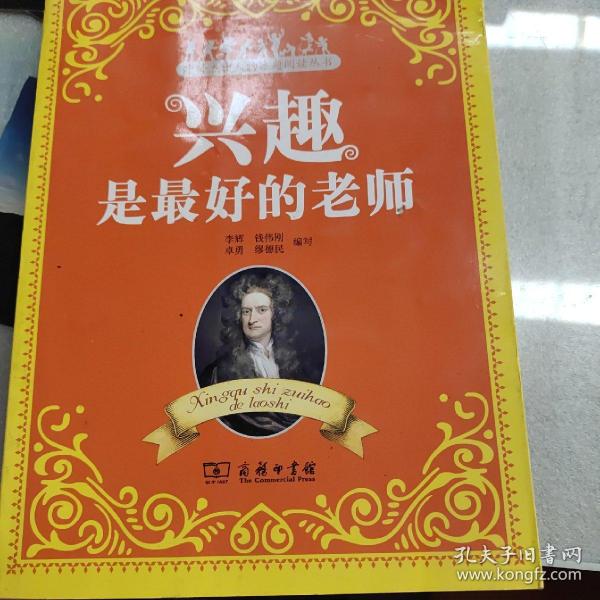 兴趣
是最好的老师
李辉 钱伟刚
卓勇 缪德民 编写
Xingqu shi zuihao
de laoshi
商务印书馆
The Commercial Press
孔夫子旧书网
www.kongfz.com